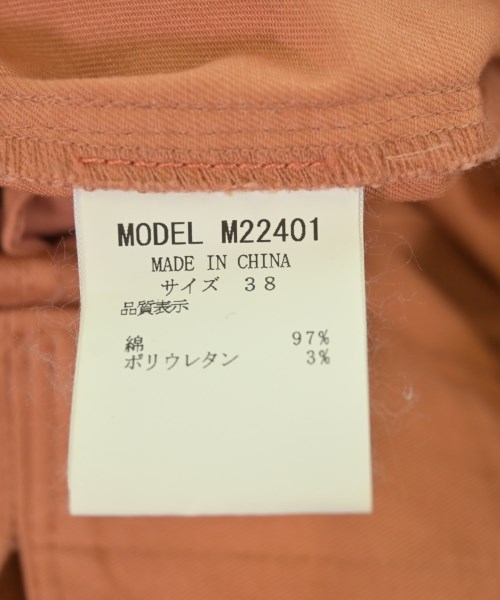 MODEL M22401
MADE IN CHINA
サイズ 38
品質表示
綿 97%
ポリウレタン 3%